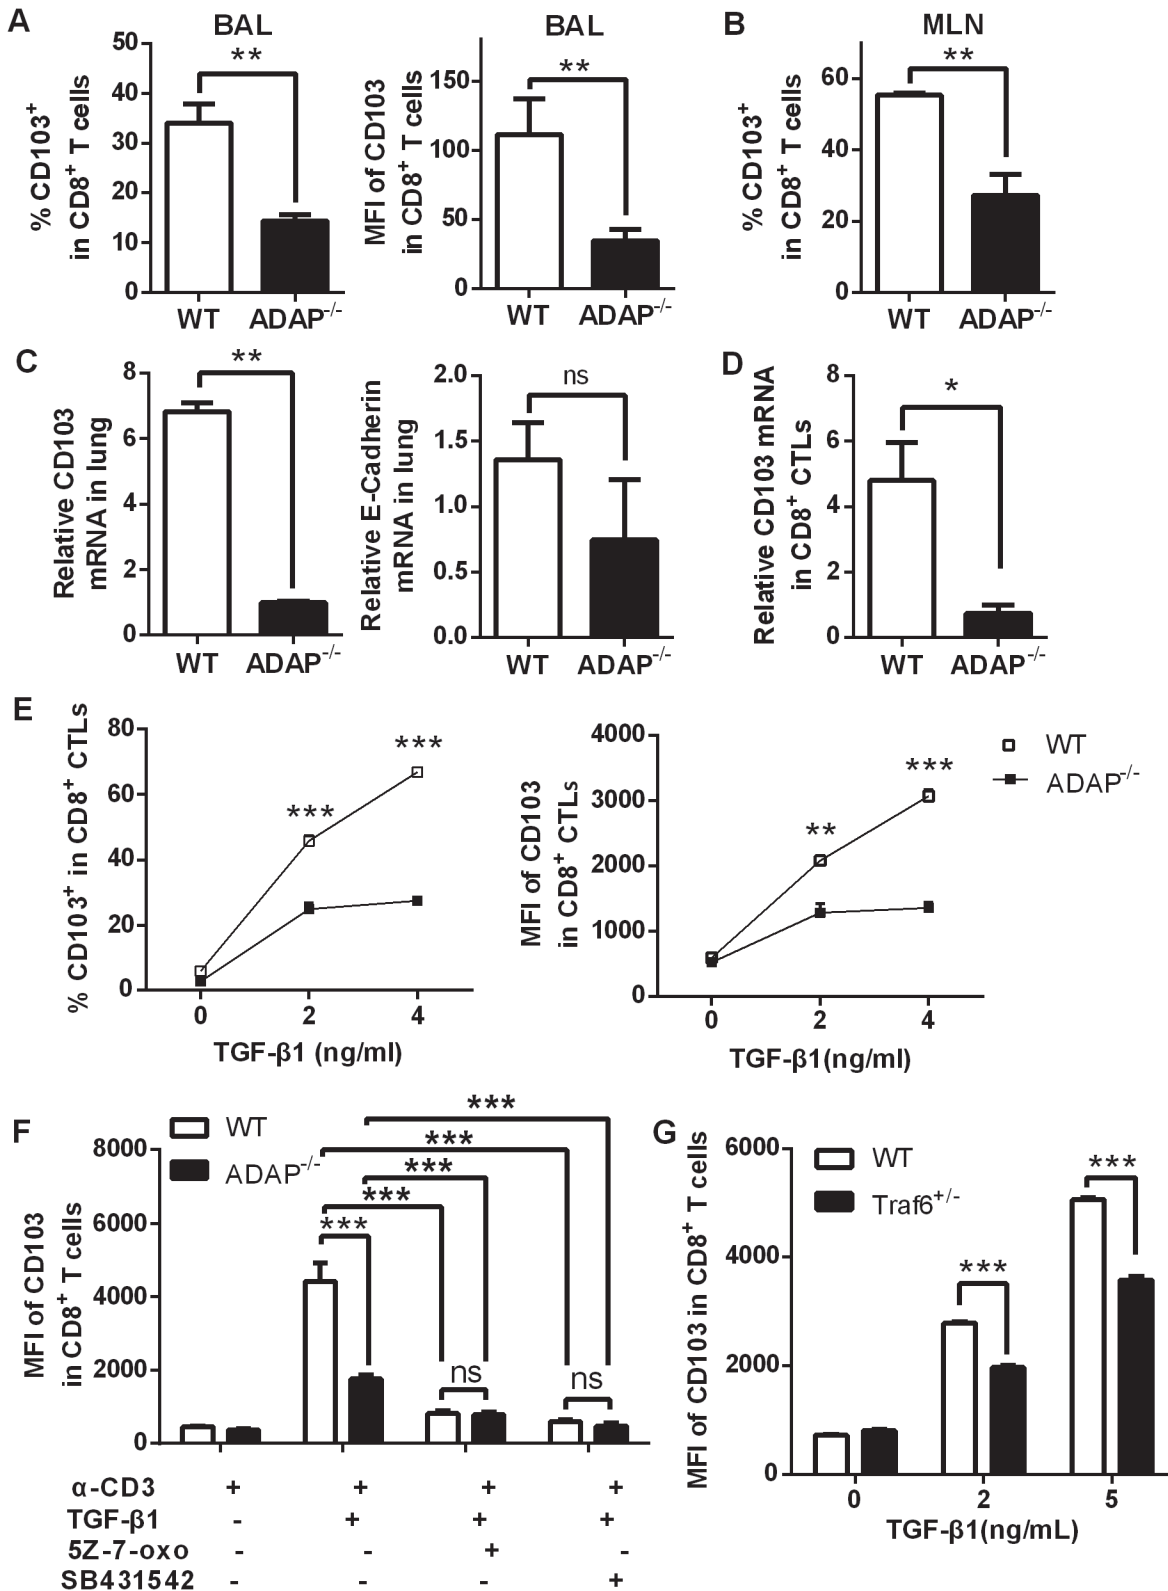 A
BAL
% CD103+
in CD8+ T cells
50
40
30
20
10
0
**
WT
ADAP-/-
BAL
MFI of CD103
in CD8+ T cells
150
100
50
0
**
WT
ADAP-/-
B
MLN
% CD103+
in CD8+ T cells
60
40
20
0
**
WT
ADAP-/-
C
Relative CD103
mRNA in lung
8
6
4
2
0
**
WT
ADAP-/-
Relative E-Cadherin
mRNA in lung
2.0
1.5
1.0
0.5
0.0
ns
WT
ADAP-/-
D
Relative CD103 mRNA
in CD8+ CTLs
8
6
4
2
0
*
WT
ADAP-/-
E
% CD103+ in CD8+ CTLs
80
60
40
20
0
***
***
0 2 4
TGF-β1 (ng/ml)
MFI of CD103
in CD8+ CTLs
4000
3000
2000
1000
0
**
***
0 2 4
TGF-β1(ng/ml)
WT
ADAP-/-
F
WT
ADAP-/-
MFI of CD103
in CD8+ T cells
8000
6000
4000
2000
0
***
***
***
***
***
ns
ns
α-CD3 + + + +
TGF-β1 - + + +
5Z-7-oxo - - + -
SB431542 - - - +
G
WT
Traf6+/-
MFI of CD103 in CD8+ T cells
6000
4000
2000
0
***
***
0 2 5
TGF-β1(ng/mL)